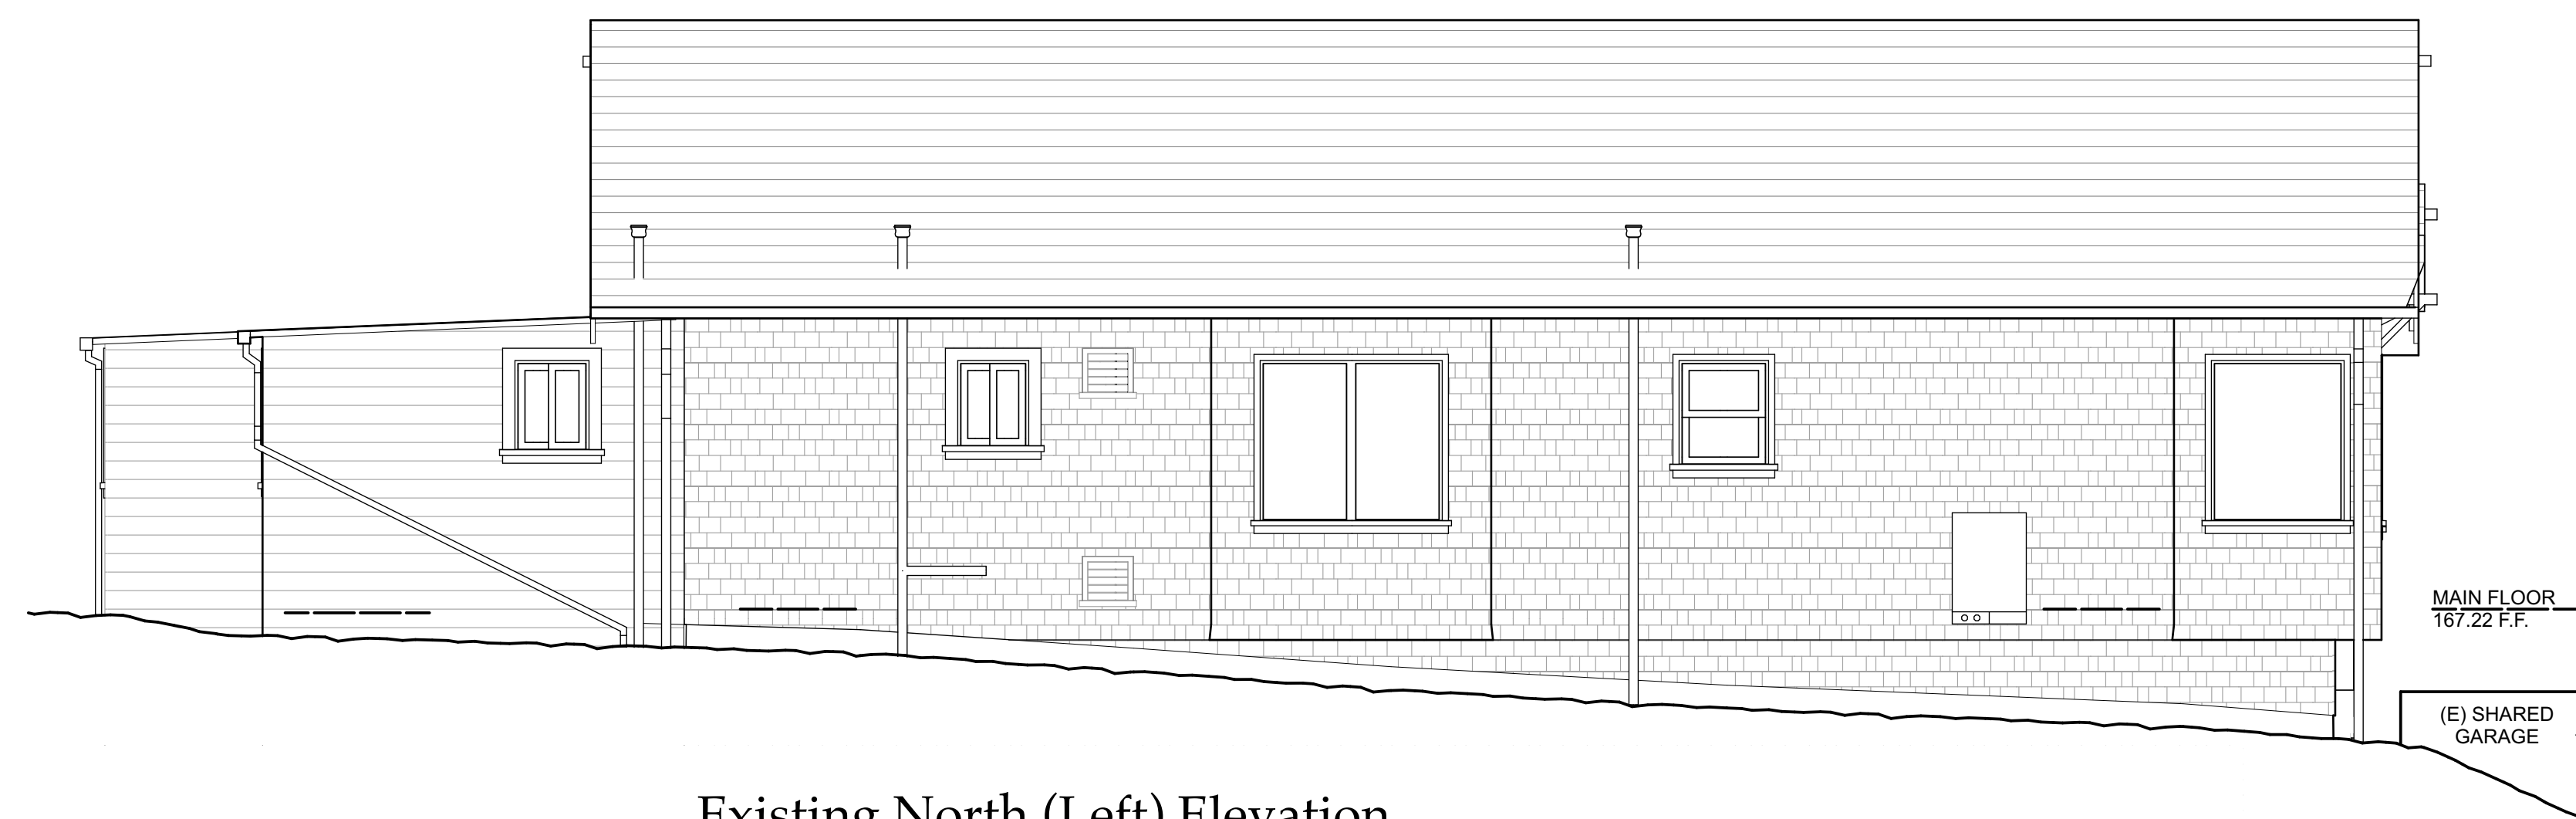 MAIN FLOOR
167.22 F.F.
(E) SHARED
GARAGE
Existing North (Left) Elevation